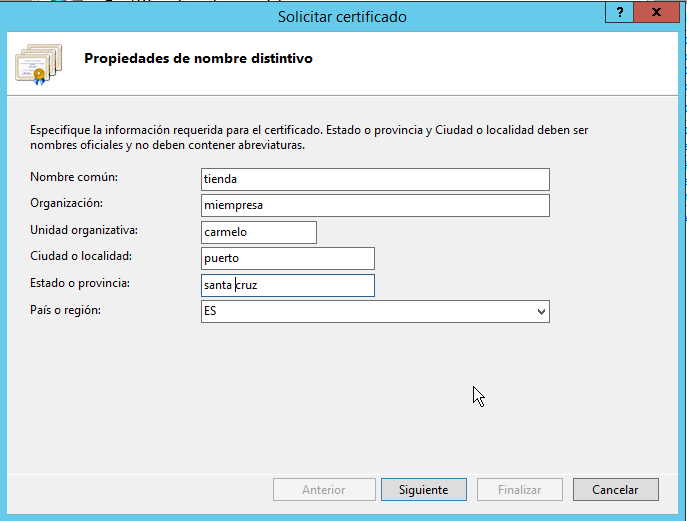 Solicitar certificado
? X
Propiedades de nombre distintivo
Especifique la información requerida para el certificado. Estado o provincia y Ciudad o localidad deben ser
nombres oficiales y no deben contener abreviaturas.
Nombre común: tienda
Organización: miempresa
Unidad organizativa: carmelo
Ciudad o localidad: puerto
Estado o provincia: santa cruz
País o región: ES
Anterior Siguiente Finalizar Cancelar